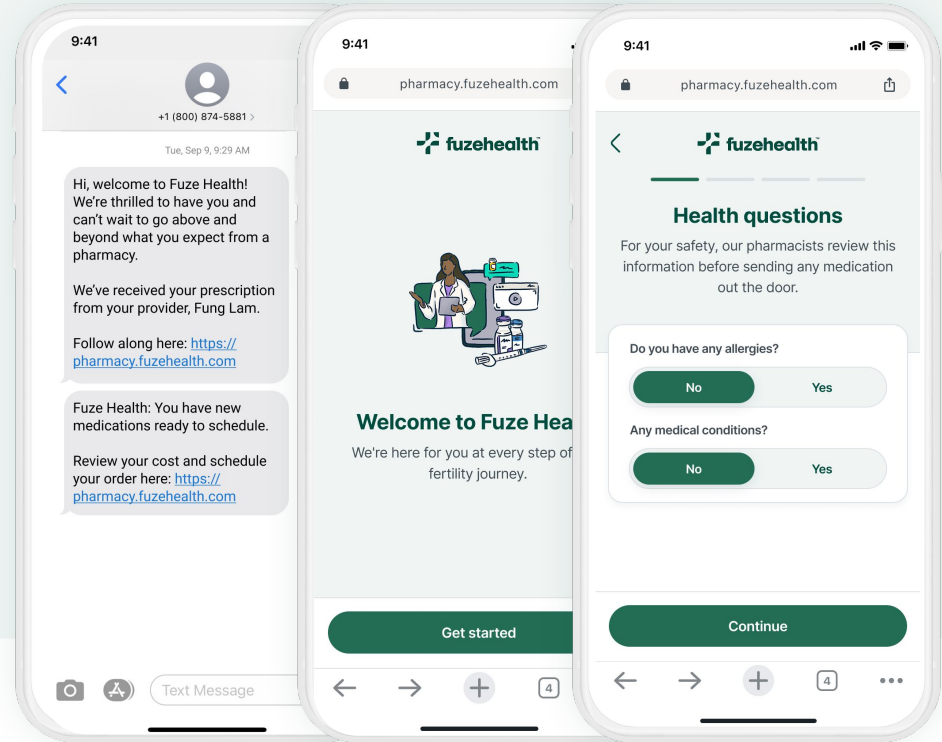 9:41
+1 (800) 874-5881 >
Tue, Sep 9, 9:29 AM
Hi, welcome to Fuze Health!
We're thrilled to have you and
can't wait to go above and
beyond what you expect from a
pharmacy.
We've received your prescription
from your provider, Fung Lam.
Follow along here: https://
pharmacy.fuzehealth.com
Fuze Health: You have new
medications ready to schedule.
Review your cost and schedule
your order here: https://
pharmacy.fuzehealth.com
Text Message
9:41
pharmacy.fuzehealth.com
fuzehealth™
Welcome to Fuze Hea
We're here for you at every step of
fertility journey.
Get started
4
9:41
pharmacy.fuzehealth.com
fuzehealth™
Health questions
For your safety, our pharmacists review this
information before sending any medication
out the door.
Do you have any allergies?
No Yes
Any medical conditions?
No Yes
Continue
4